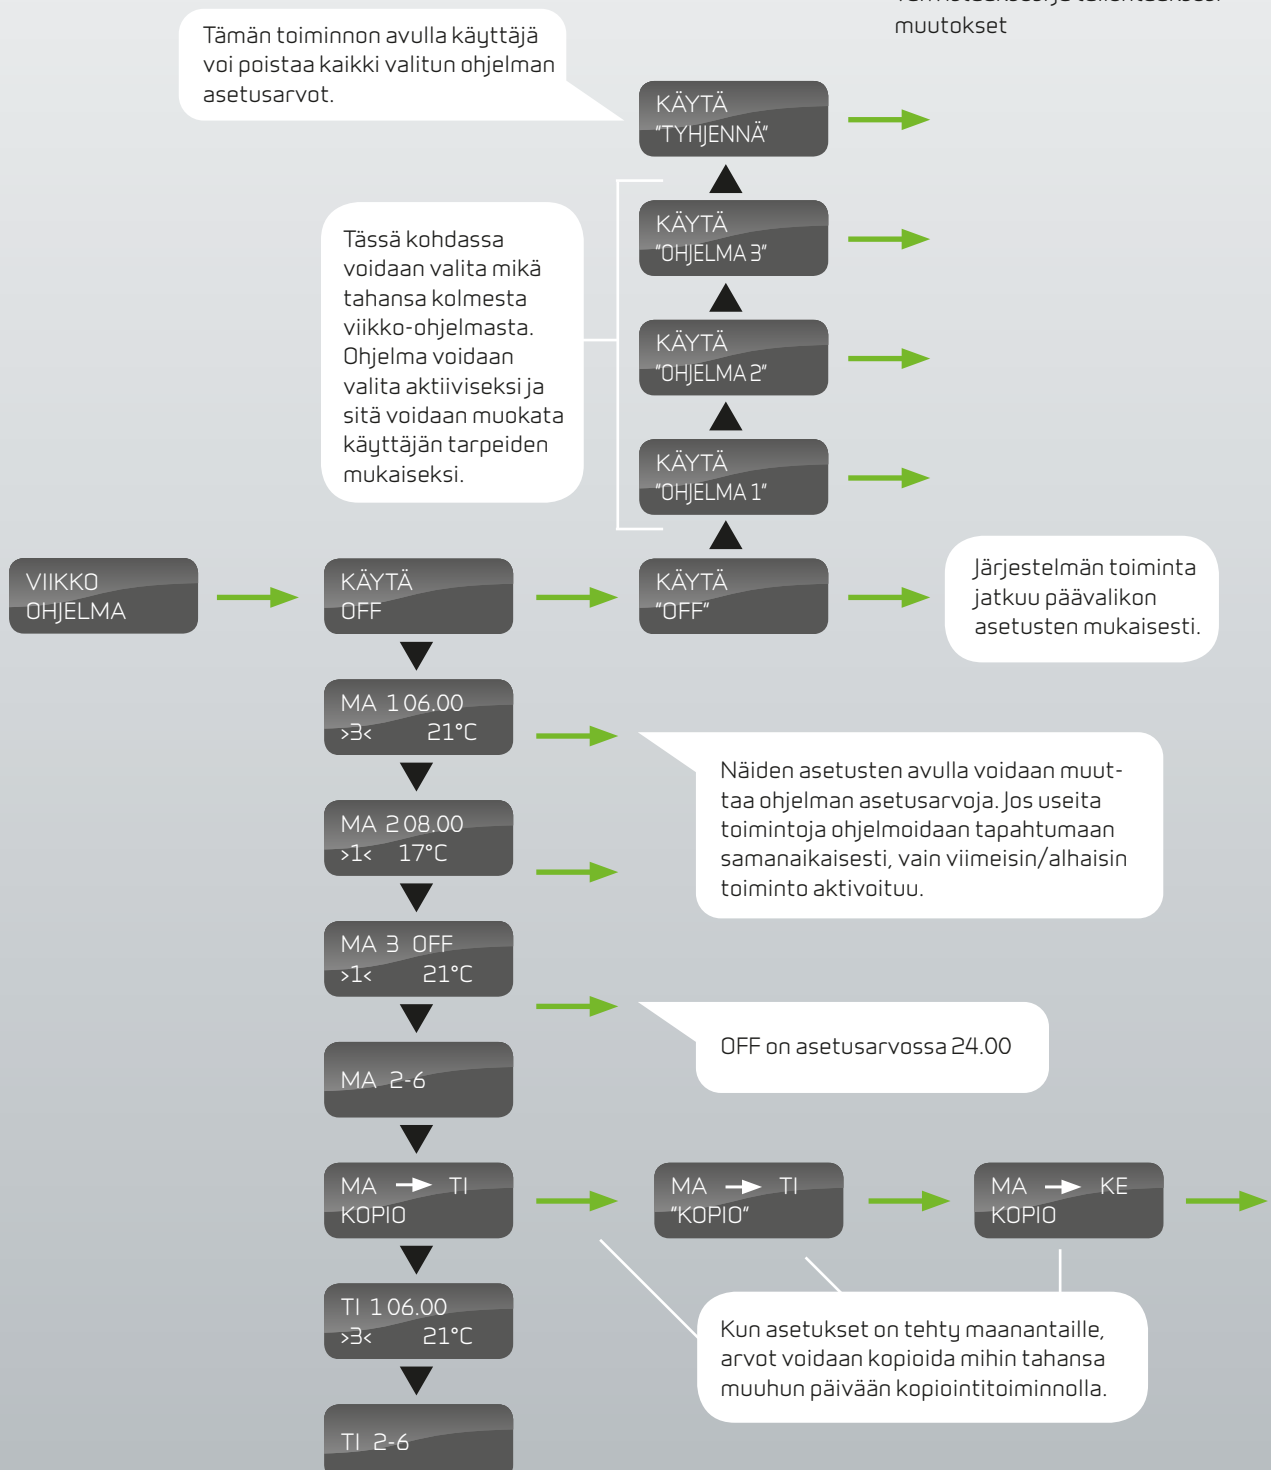 muutokset
Tämän toiminnon avulla käyttäjä
voi poistaa kaikki valitun ohjelman
asetusarvot.
KÄYTÄ
"TYHJENNÄ"
KÄYTÄ
"OHJELMA 3"
Tässä kohdassa
voidaan valita mikä
tahansa kolmesta
viikko-ohjelmasta.
Ohjelma voidaan
valita aktiiviseksi ja
sitä voidaan muokata
käyttäjän tarpeiden
mukaiseksi.
KÄYTÄ
"OHJELMA 2"
KÄYTÄ
"OHJELMA 1"
VIIKKO
OHJELMA
KÄYTÄ
OFF
KÄYTÄ
"OFF"
Järjestelmän toiminta
jatkuu päävalikon
asetusten mukaisesti.
MA 1 06.00
>3< 21°C
Näiden asetusten avulla voidaan muut-
taa ohjelman asetusarvoja. Jos useita
toimintoja ohjelmoidaan tapahtumaan
samanaikaisesti, vain viimeisin/alhaisin
toiminto aktivoituu.
MA 2 08.00
>1< 17°C
MA 3 OFF
>1< 21°C
OFF on asetusarvossa 24.00
MA 2-6
MA → TI
KOPIO
MA → TI
"KOPIO"
MA → KE
KOPIO
TI 1 06.00
>3< 21°C
Kun asetukset on tehty maanantaille,
arvot voidaan kopioida mihin tahansa
muuhun päivään kopiointitoiminnolla.
TI 2-6